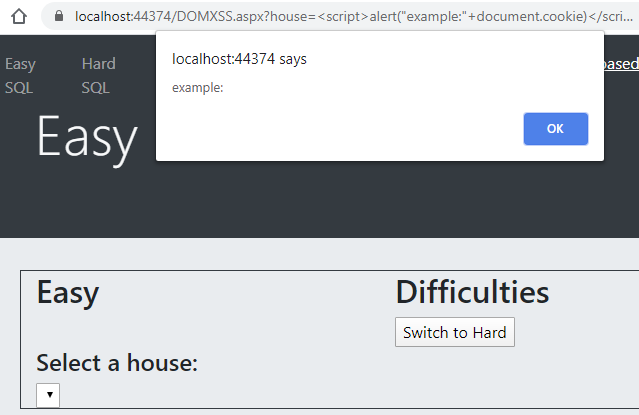 localhost:44374/DOMXSS.aspx?house=<script>alert("example:"+document.cookie)</scri...
localhost:44374 says
example:
OK
Easy SQL
Hard SQL
based
Easy
Easy
Difficulties
Switch to Hard
Select a house: